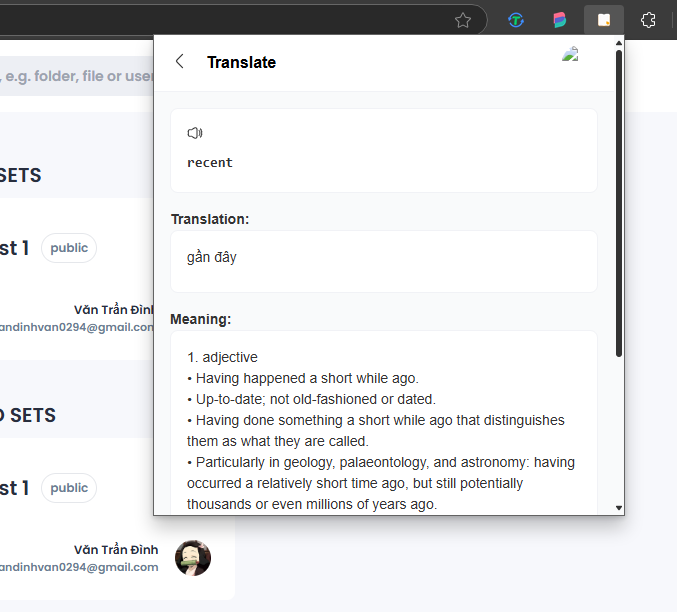 Translate
, e.g. folder, file or user
recent
SETS
Translation:
st 1
public
gần đây
Văn Trần Đình
andinhvan0294@gmail.com
Meaning:
1. adjective
• Having happened a short while ago.
• Up-to-date; not old-fashioned or dated.
• Having done something a short while ago that distinguishes
them as what they are called.
• Particularly in geology, palaeontology, and astronomy: having
occurred a relatively short time ago, but still potentially
thousands or even millions of years ago.
SETS
st 1
public
Văn Trần Đình
andinhvan0294@gmail.com